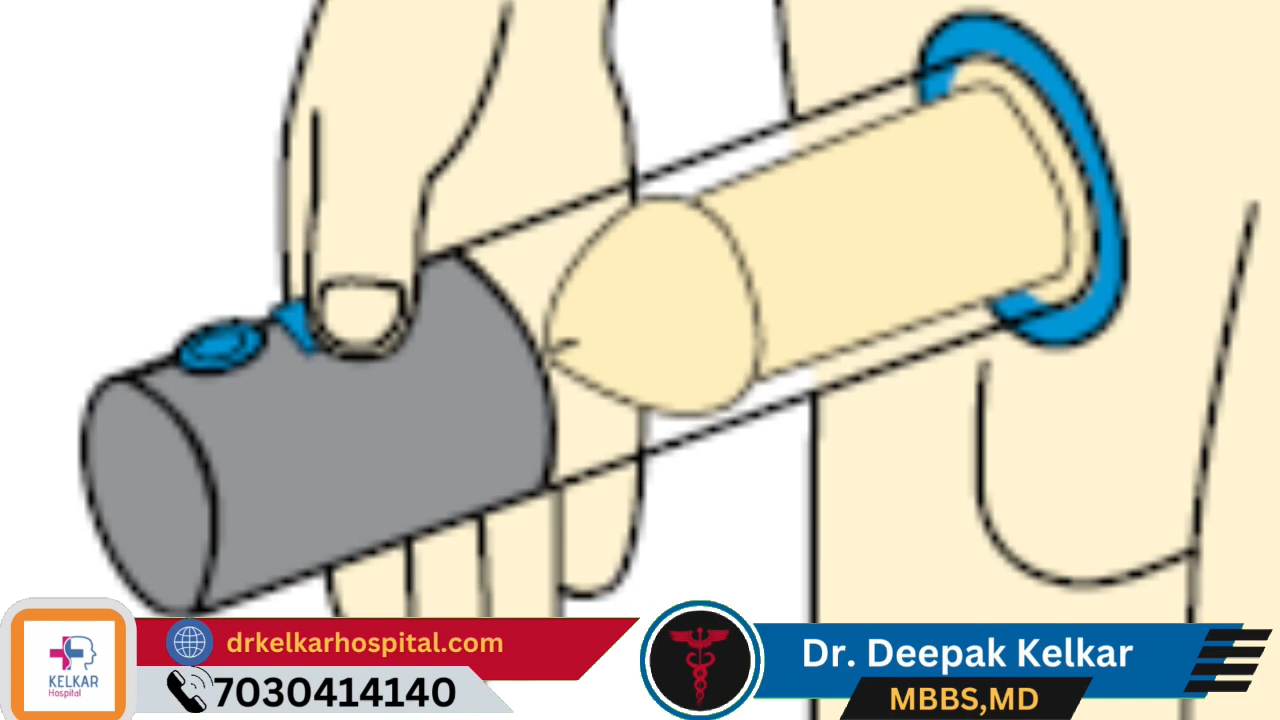 drkelkarhospital.com
7030414140
KELKAR
Hospital
Dr. Deepak Kelkar
MBBS,MD